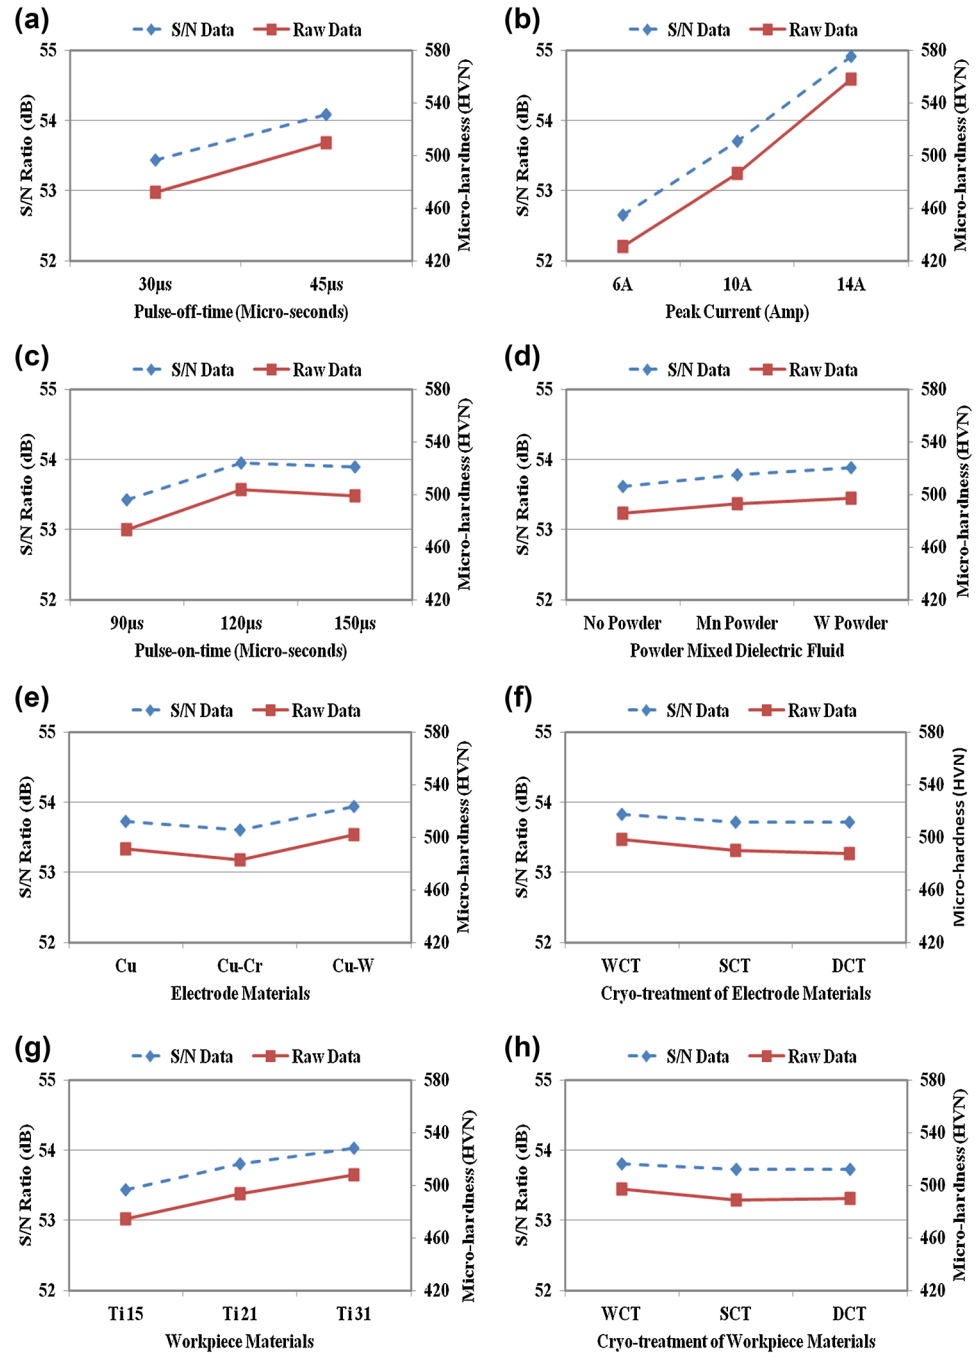 (a)
S/N Data Raw Data
55 580
54 540
53 500
52 460
420
S/N Ratio (dB)
Micro-hardness (HVN)
30µs 45µs
Pulse-off-time (Micro-seconds)
(b)
S/N Data Raw Data
55 580
54 540
53 500
52 460
420
S/N Ratio (dB)
Micro-hardness (HVN)
6A 10A 14A
Peak Current (Amp)
(c)
S/N Data Raw Data
55 580
54 540
53 500
52 460
420
S/N Ratio (dB)
Micro-hardness (HVN)
90µs 120µs 150µs
Pulse-on-time (Micro-seconds)
(d)
S/N Data Raw Data
55 580
54 540
53 500
52 460
420
S/N Ratio (dB)
Micro-hardness (HVN)
No Powder Mn Powder W Powder
Powder Mixed Dielectric Fluid
(e)
S/N Data Raw Data
55 580
54 540
53 500
52 460
420
S/N Ratio (dB)
Micro-hardness (HVN)
Cu Cu-Cr Cu-W
Electrode Materials
(f)
S/N Data Raw Data
55 580
54 540
53 500
52 460
420
S/N Ratio (dB)
Micro-hardness (HVN)
WCT SCT DCT
Cryo-treatment of Electrode Materials
(g)
S/N Data Raw Data
55 580
54 540
53 500
52 460
420
S/N Ratio (dB)
Micro-hardness (HVN)
Ti15 Ti21 Ti31
Workpiece Materials
(h)
S/N Data Raw Data
55 580
54 540
53 500
52 460
420
S/N Ratio (dB)
Micro-hardness (HVN)
WCT SCT DCT
Cryo-treatment of Workpiece Materials